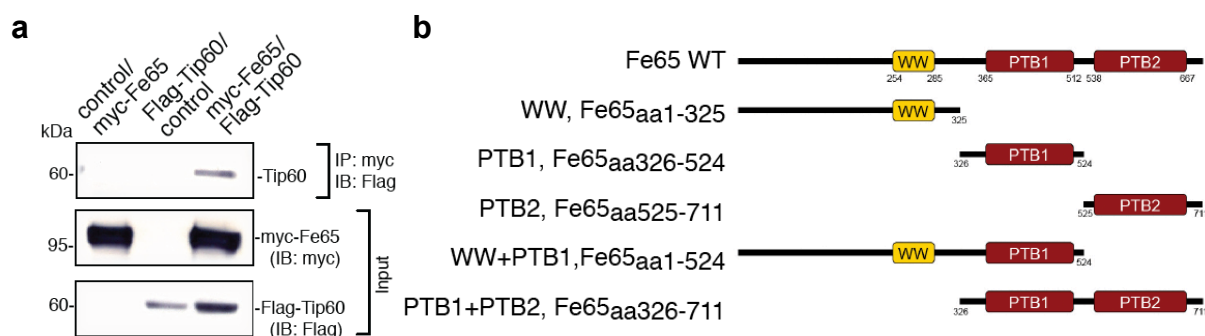 a
control/
myc-Fe65
Flag-Tip60/
control
myc-Fe65/
Flag-Tip60
kDa
60-
-Tip60
IP: myc
IB: Flag
95-
-myc-Fe65
(IB: myc)
60-
-Flag-Tip60
(IB: Flag)
Input
b
Fe65 WT
WW
PTB1
PTB2
254
285
365
512
538
667
WW, Fe65aa1-325
WW
325
PTB1, Fe65aa326-524
PTB1
326
524
PTB2, Fe65aa525-711
PTB2
525
711
WW+PTB1,Fe65aa1-524
WW
PTB1
524
PTB1+PTB2, Fe65aa326-711
PTB1
PTB2
326
711